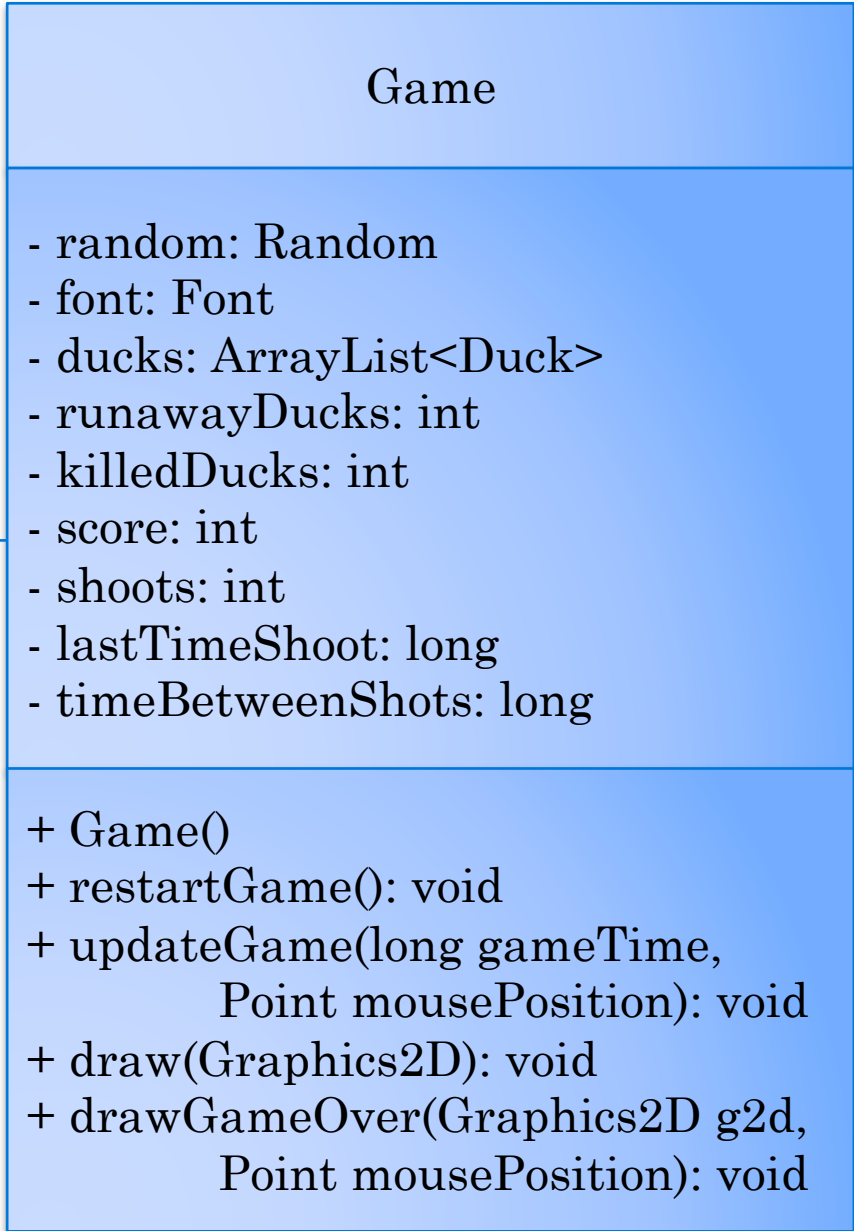 Game
- random: Random
- font: Font
- ducks: ArrayList<Duck>
- runawayDucks: int
- killedDucks: int
- score: int
- shoots: int
- lastTimeShoot: long
- timeBetweenShots: long
+ Game()
+ restartGame(): void
+ updateGame(long gameTime,
Point mousePosition): void
+ draw(Graphics2D): void
+ drawGameOver(Graphics2D g2d,
Point mousePosition): void